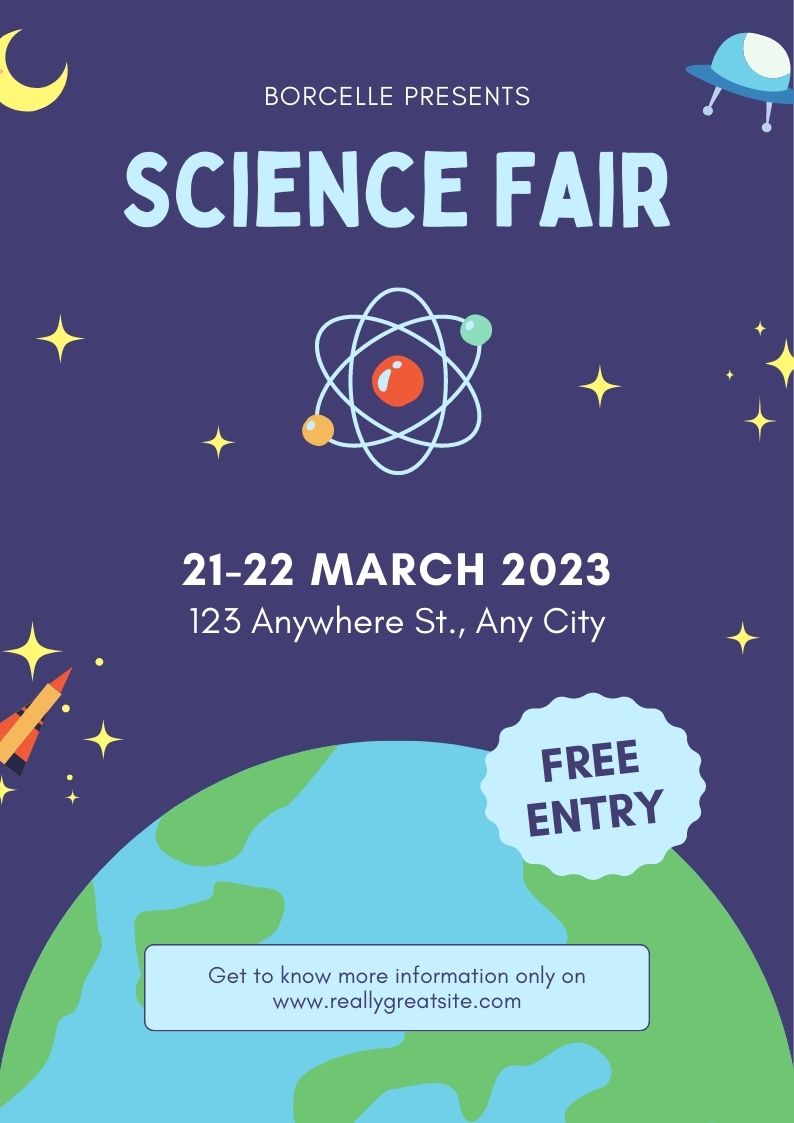 BORCELLE PRESENTS
SCIENCE FAIR
21-22 MARCH 2023
123 Anywhere St., Any City
FREE
ENTRY
Get to know more information only on
www.reallygreatsite.com